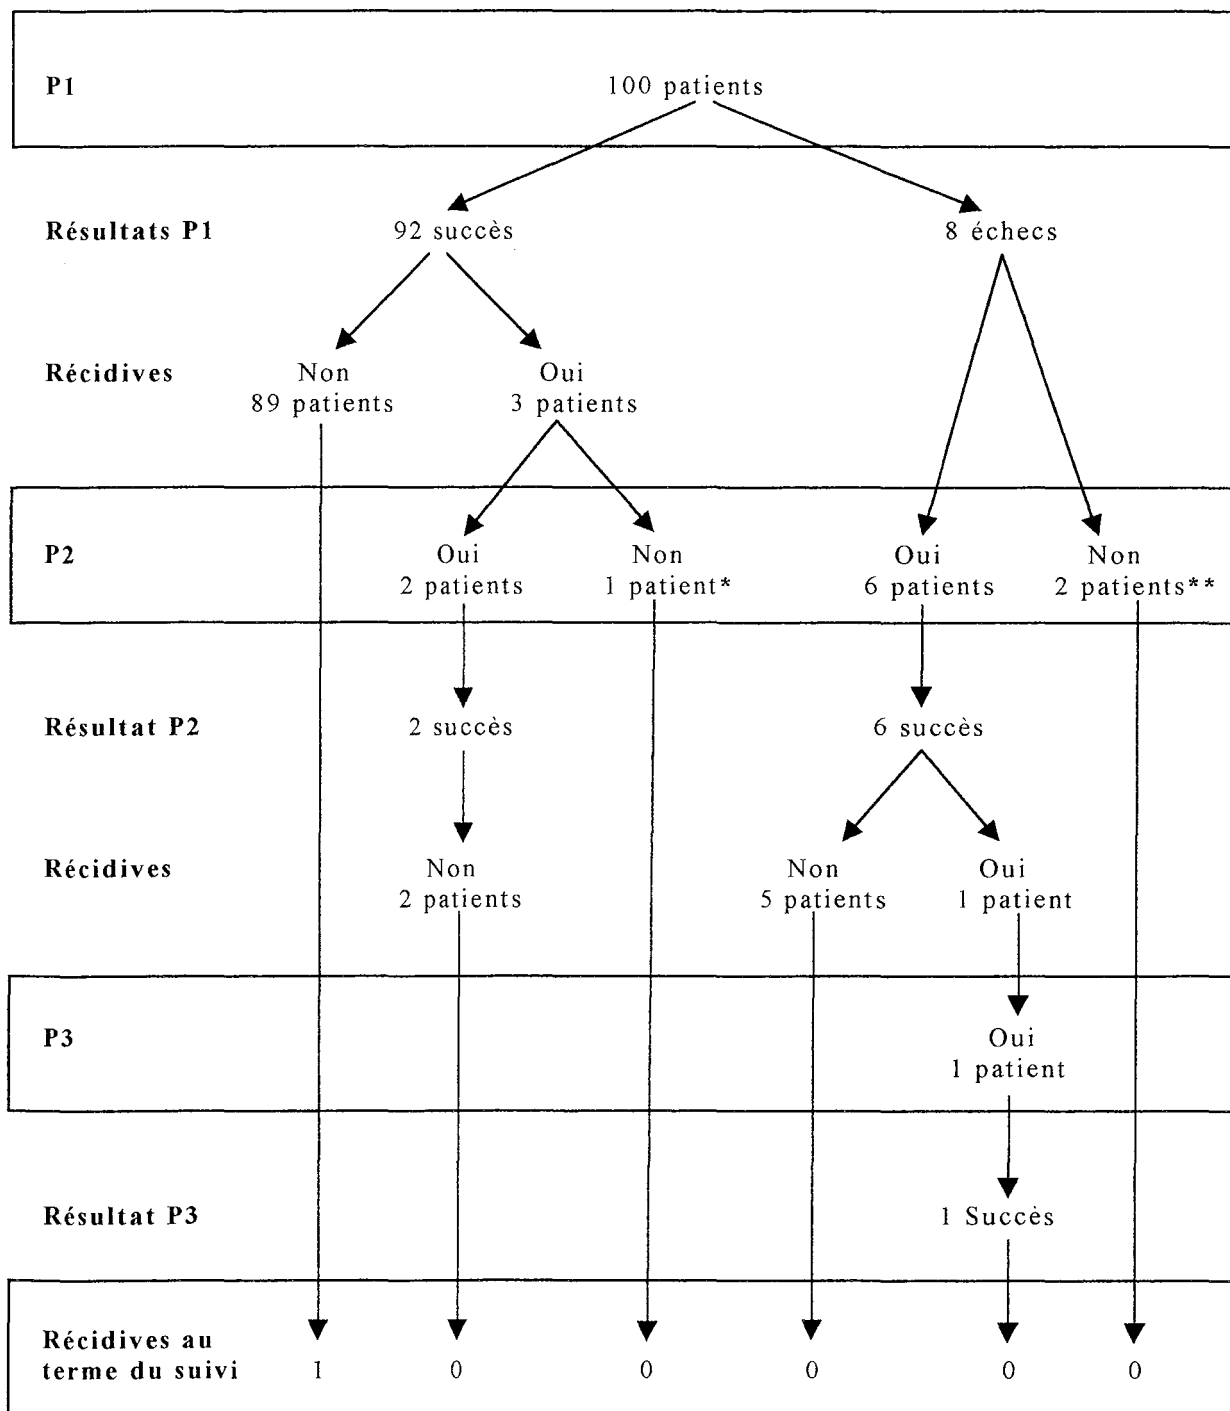 P1 100 patients
Résultats P1 92 succès 8 échecs
Non Oui
Récidives
89 patients 3 patients
Oui Non Oui Non
P2
2 patients 1 patient* 6 patients 2 patients**
Résultat P2 2 succès 6 succès
Récidives Non Non Oui
2 patients 5 patients 1 patient
P3 Oui
1 patient
Résultat P3 1 Succès
Récidives au
terme du suivi 1 0 0 0 0 0